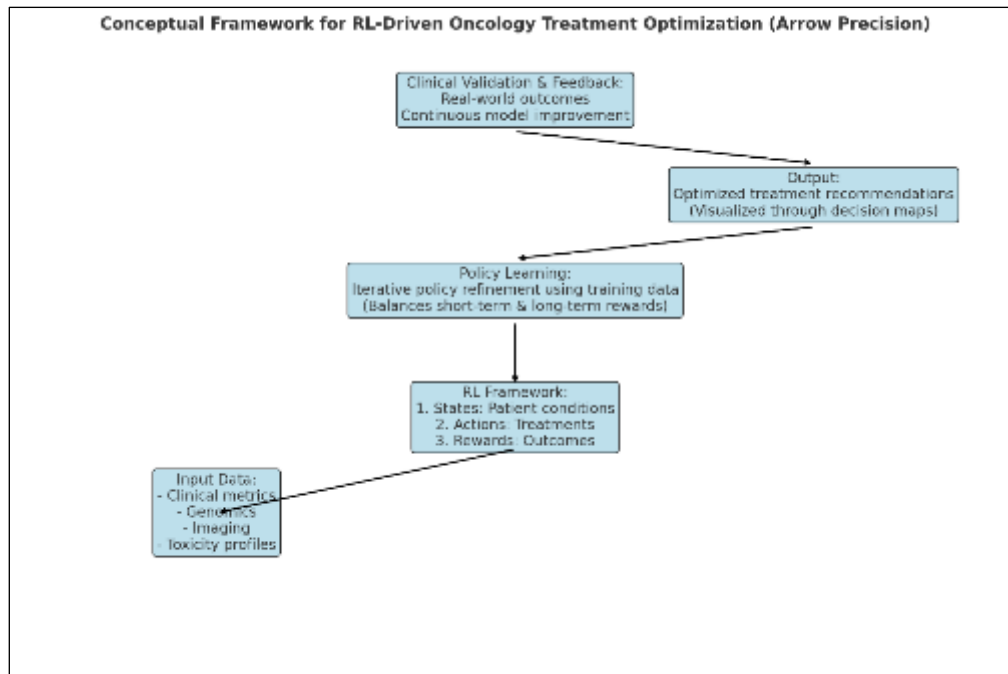 Conceptual Framework for RL-Driven Oncology Treatment Optimization (Arrow Precision)
Clinical Validation & Feedback:
Real-world outcomes
Continuous model improvement
Output:
Optimized treatment recommendations
(Visualized through decision maps)
Policy Learning:
Iterative policy refinement using training data
(Balances short-term & long-term rewards)
RL Framework:
1. States: Patient conditions
2. Actions: Treatments
3. Rewards: Outcomes
Input Data:
- Clinical metrics
- Genomics
- Imaging
- Toxicity profiles